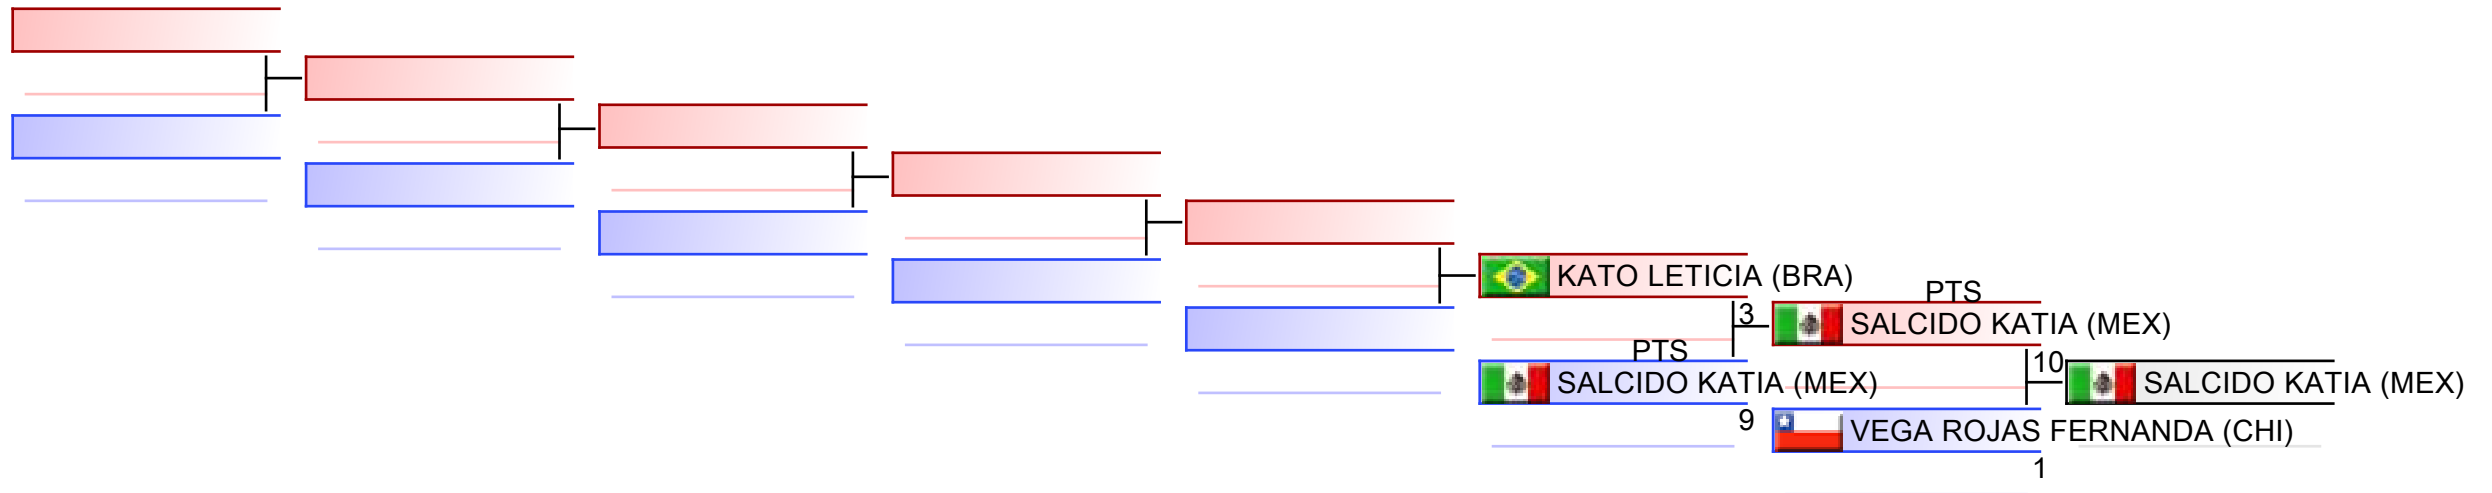 KATO LETICIA (BRA)
3
PTS
SALCIDO KATIA (MEX)
9
PTS
SALCIDO KATIA (MEX)
10
VEGA ROJAS FERNANDA (CHI)
1
SALCIDO KATIA (MEX)